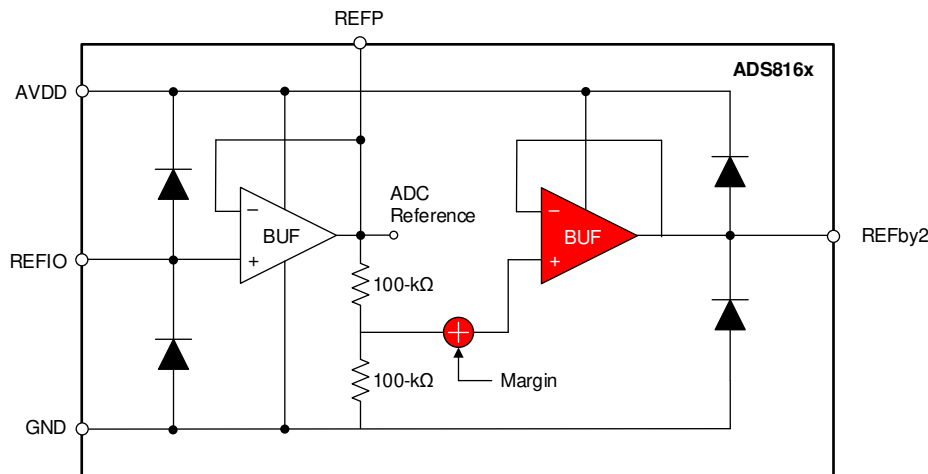 REFP
ADS816x
AVDD
ADC
Reference
−
BUF
+
−
BUF
+
REFIO
REFby2
100-kΩ
+
100-kΩ
Margin
GND